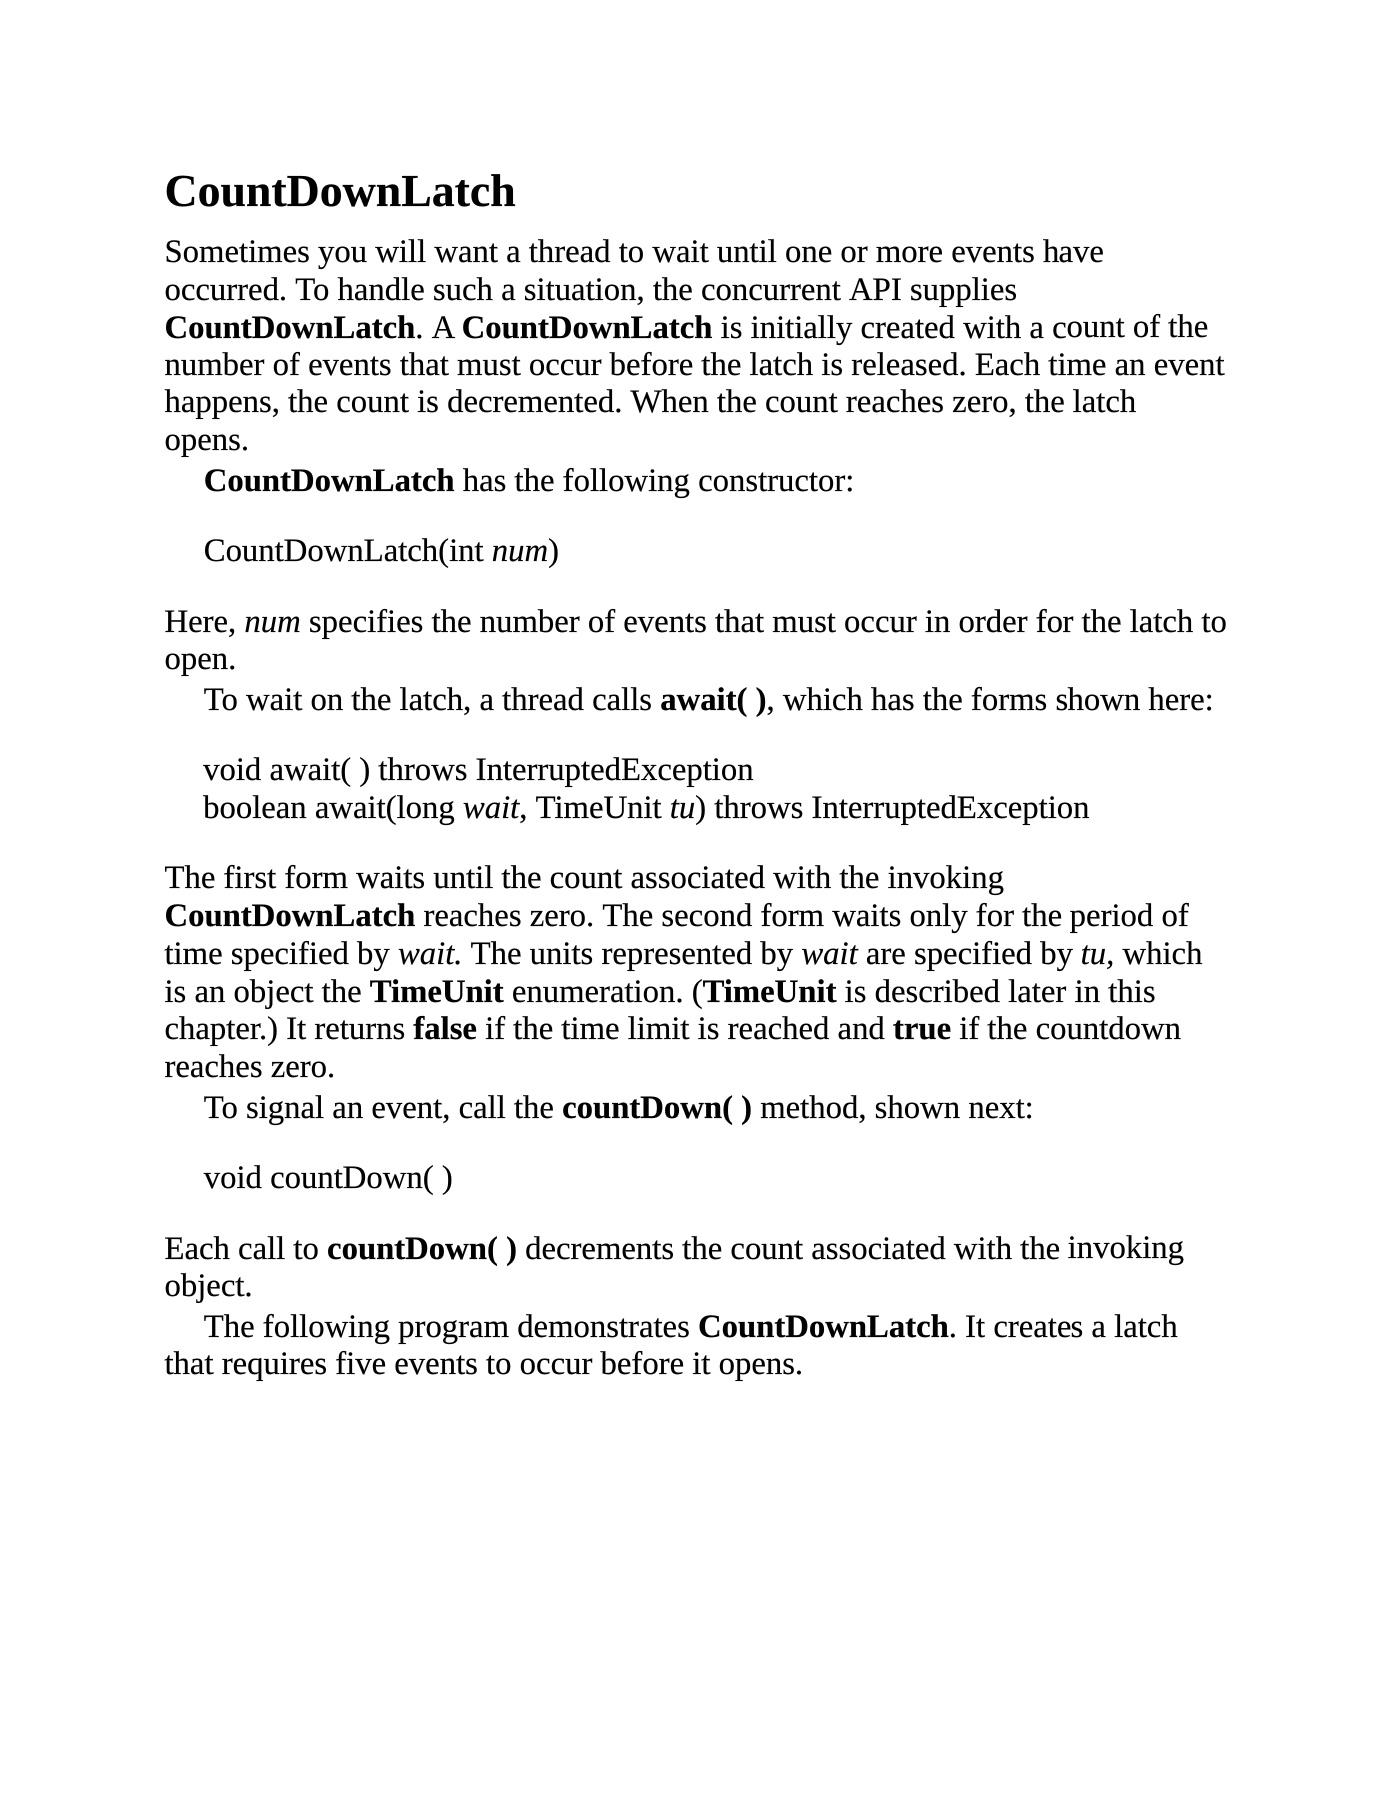 CountDownLatch
Sometimes you will want a thread to wait until one or more events have
occurred. To handle such a situation, the concurrent API supplies
CountDownLatch. A CountDownLatch is initially created with a count of the
number of events that must occur before the latch is released. Each time an event
happens, the count is decremented. When the count reaches zero, the latch
opens.
CountDownLatch has the following constructor:
CountDownLatch(int num)
Here, num specifies the number of events that must occur in order for the latch to
open.
To wait on the latch, a thread calls await( ), which has the forms shown here:
void await( ) throws InterruptedException
boolean await(long wait, TimeUnit tu) throws InterruptedException
The first form waits until the count associated with the invoking
CountDownLatch reaches zero. The second form waits only for the period of
time specified by wait. The units represented by wait are specified by tu, which
is an object the TimeUnit enumeration. (TimeUnit is described later in this
chapter.) It returns false if the time limit is reached and true if the countdown
reaches zero.
To signal an event, call the countDown( ) method, shown next:
void countDown( )
Each call to countDown( ) decrements the count associated with the invoking
object.
The following program demonstrates CountDownLatch. It creates a latch
that requires five events to occur before it opens.